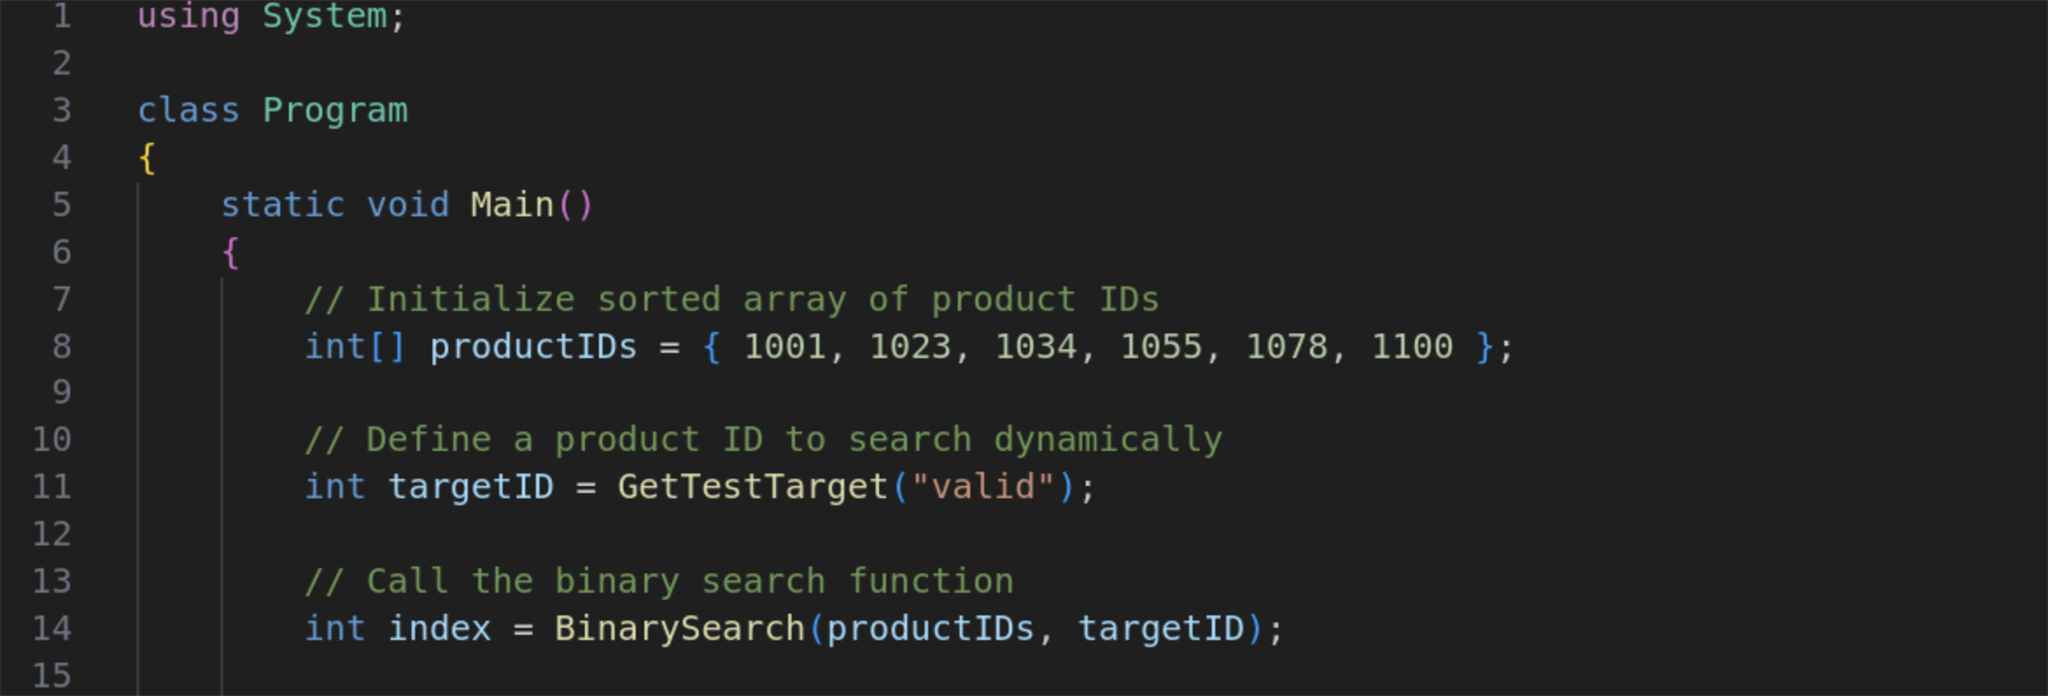 1 using System;
2
3 class Program
4 {
5 static void Main()
6 {
7 // Initialize sorted array of product IDs
8 int[] productIDs = { 1001, 1023, 1034, 1055, 1078, 1100 };
9
10 // Define a product ID to search dynamically
11 int targetID = GetTestTarget("valid");
12
13 // Call the binary search function
14 int index = BinarySearch(productIDs, targetID);
15